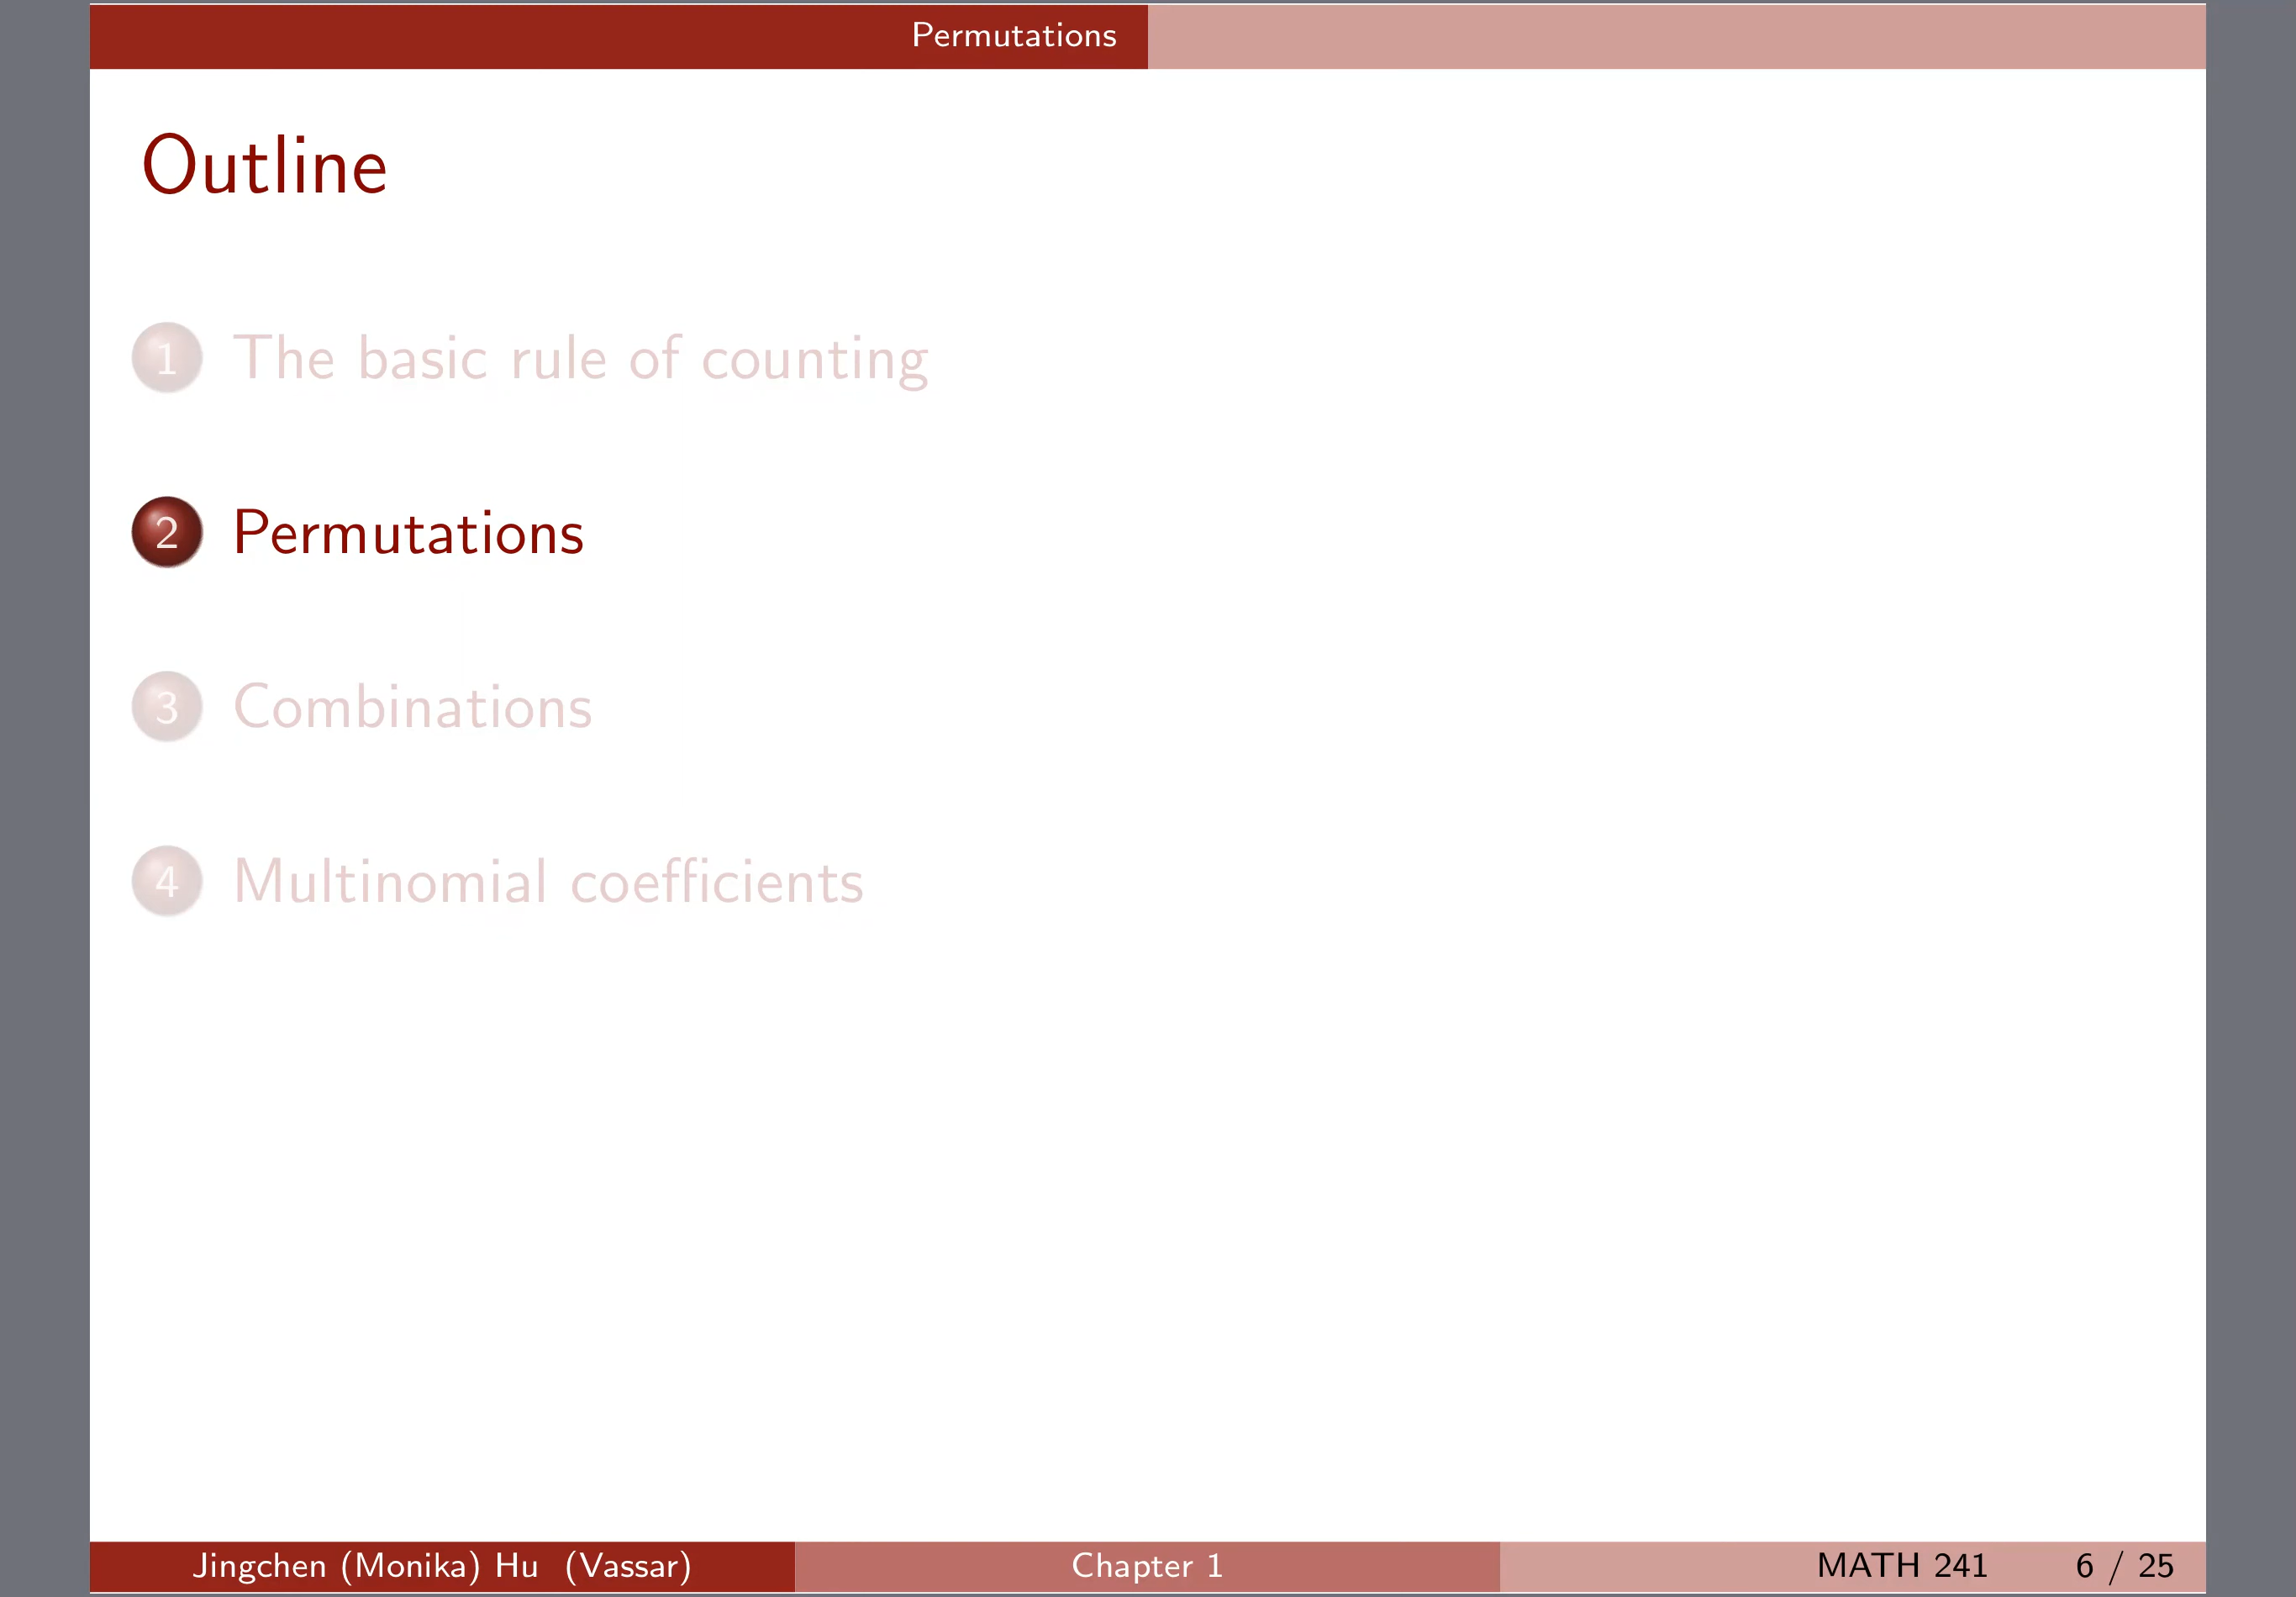 Permutations
Outline
1 The basic rule of counting
2 Permutations
3 Combinations
4 Multinomial coefficients
Jingchen (Monika) Hu (Vassar) Chapter 1 MATH 241 6 / 25